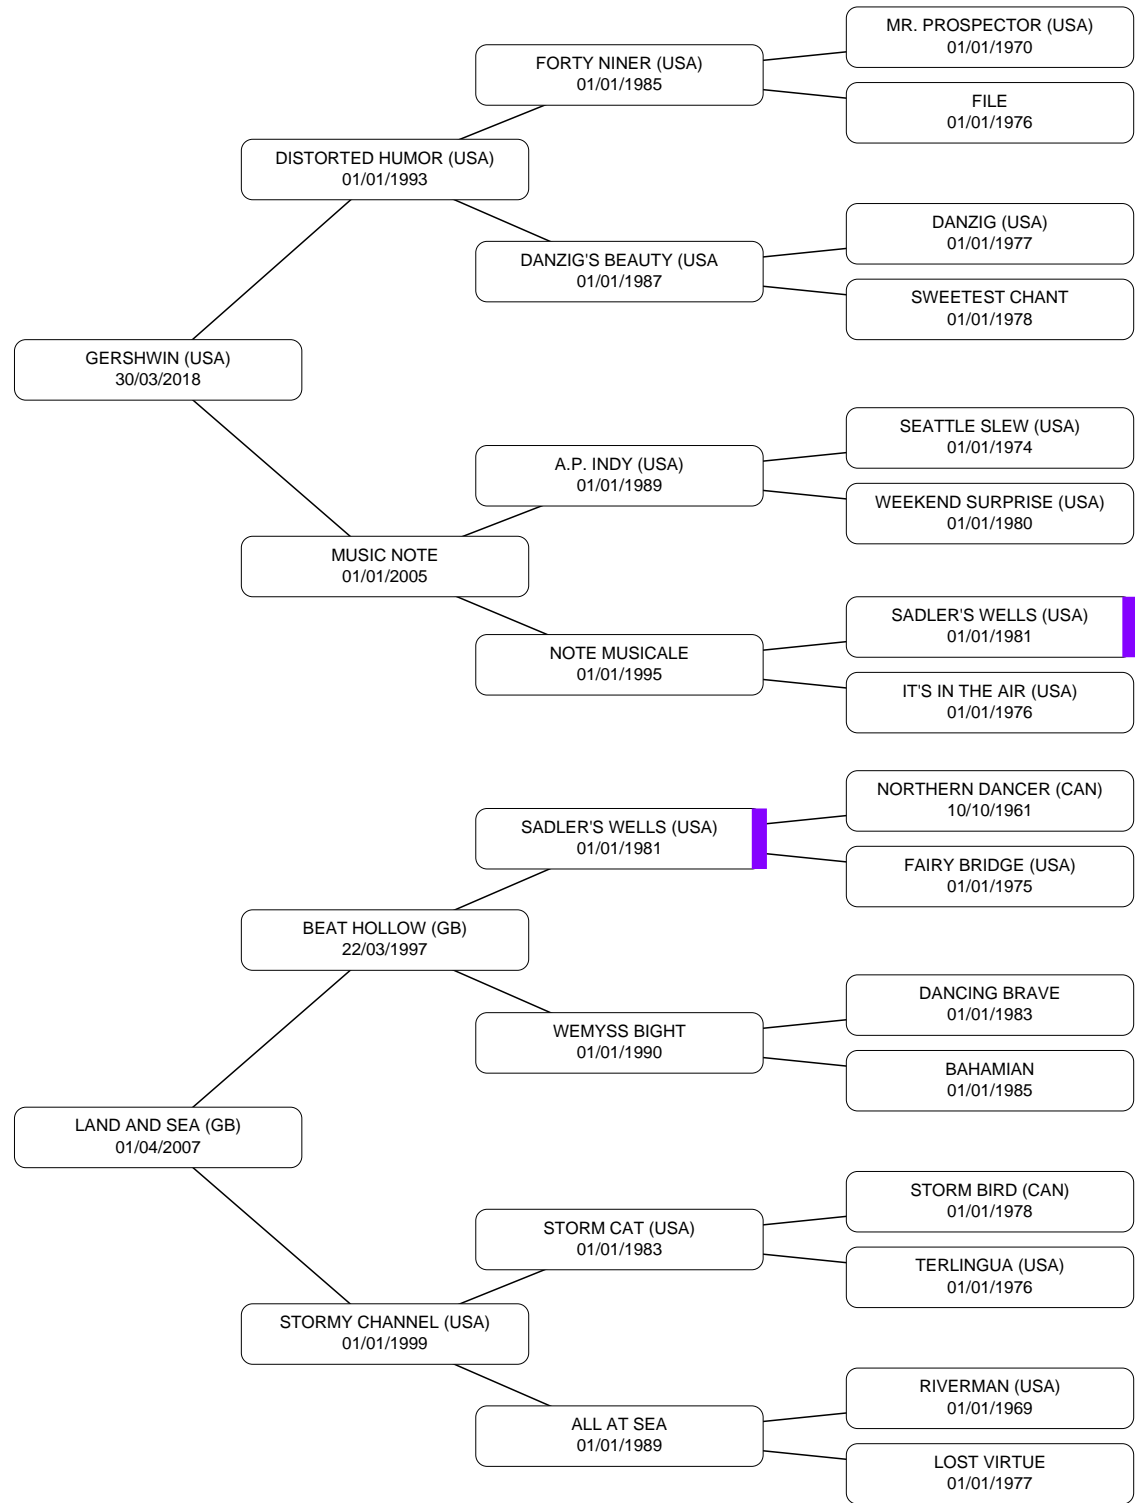 MR. PROSPECTOR (USA)
01/01/1970
FORTY NINER (USA)
01/01/1985
FILE
01/01/1976
DISTORTED HUMOR (USA)
01/01/1993
DANZIG (USA)
01/01/1977
DANZIG'S BEAUTY (USA
01/01/1987
SWEETEST CHANT
01/01/1978
GERSHWIN (USA)
30/03/2018
SEATTLE SLEW (USA)
01/01/1974
A.P. INDY (USA)
01/01/1989
WEEKEND SURPRISE (USA)
01/01/1980
MUSIC NOTE
01/01/2005
SADLER'S WELLS (USA)
01/01/1981
NOTE MUSICALE
01/01/1995
IT'S IN THE AIR (USA)
01/01/1976
NORTHERN DANCER (CAN)
10/10/1961
SADLER'S WELLS (USA)
01/01/1981
FAIRY BRIDGE (USA)
01/01/1975
BEAT HOLLOW (GB)
22/03/1997
DANCING BRAVE
01/01/1983
WEMYSS BIGHT
01/01/1990
BAHAMIAN
01/01/1985
LAND AND SEA (GB)
01/04/2007
STORM BIRD (CAN)
01/01/1978
STORM CAT (USA)
01/01/1983
TERLINGUA (USA)
01/01/1976
STORMY CHANNEL (USA)
01/01/1999
RIVERMAN (USA)
01/01/1969
ALL AT SEA
01/01/1989
LOST VIRTUE
01/01/1977